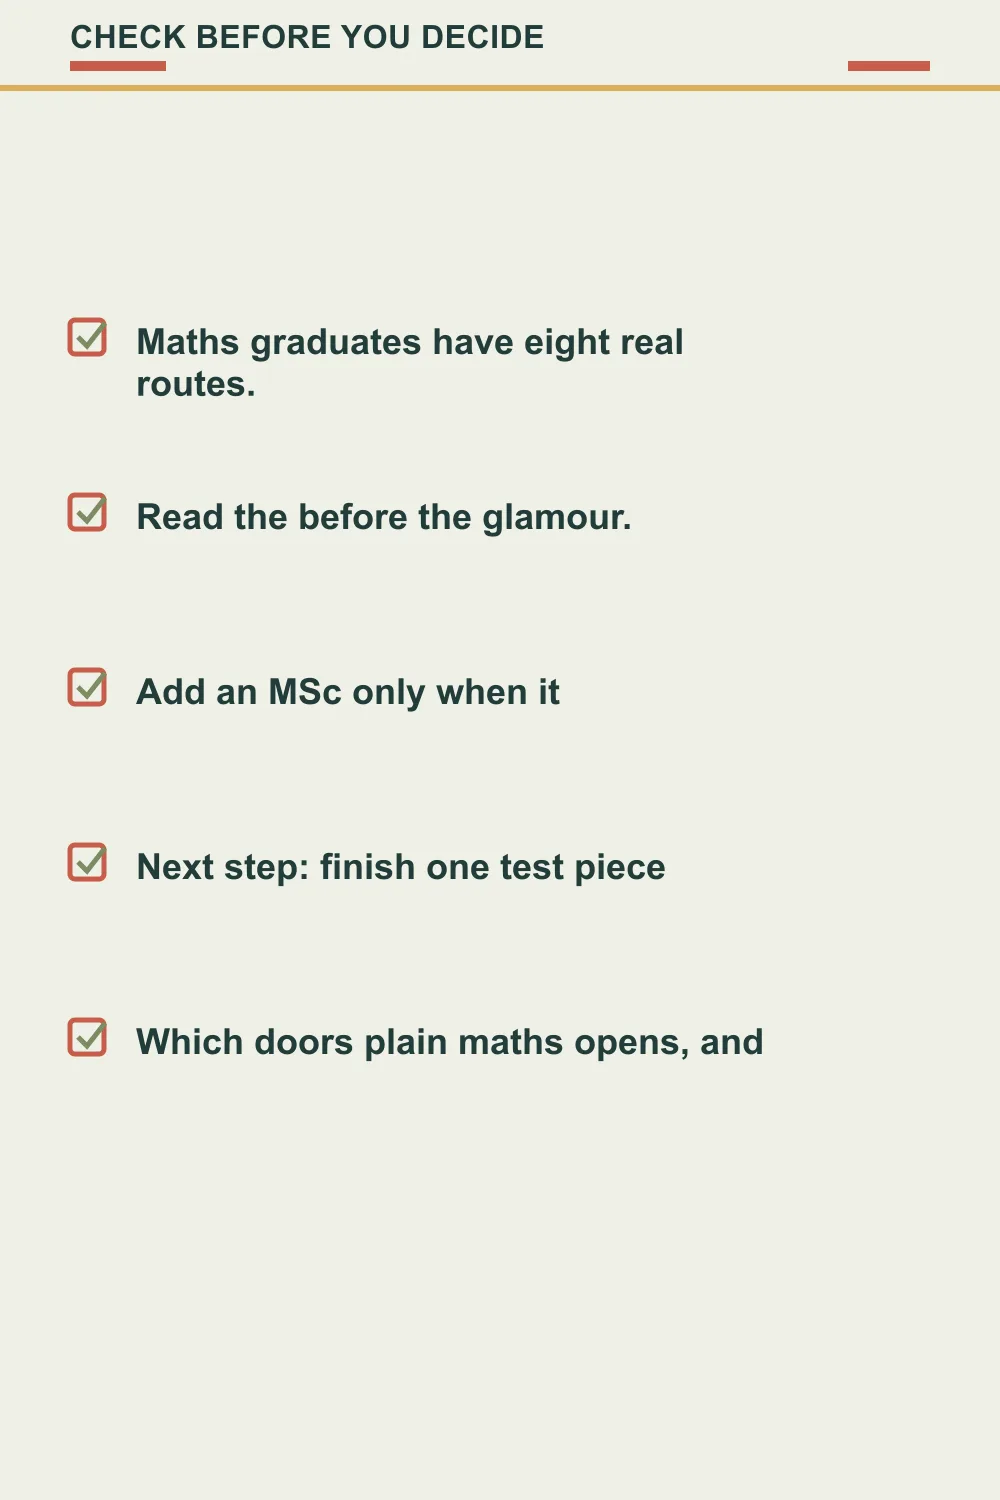 CHECK BEFORE YOU DECIDE
Maths graduates have eight real
routes.
Read the before the glamour.
Add an MSc only when it
Next step: finish one test piece
Which doors plain maths opens, and